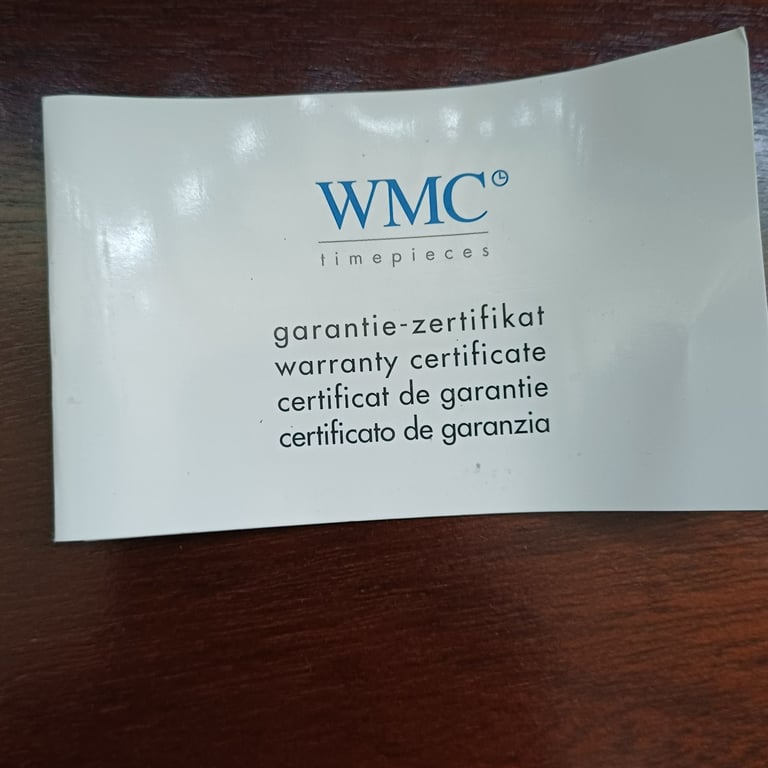 WMC
timepieces
garantie-zertifikat
warranty certificate
certificat de garantie
certificato de garanzia